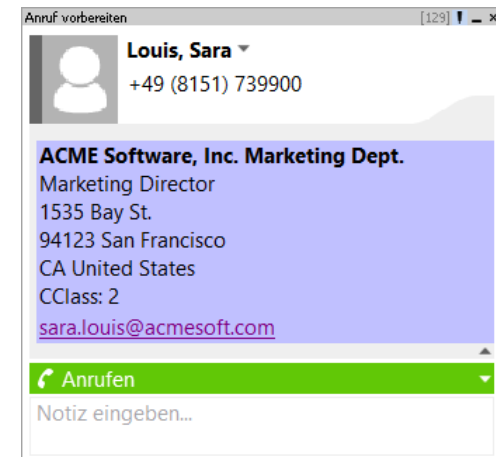 Anruf vorbereiten [129]
Louis, Sara
+49 (8151) 739900
ACME Software, Inc. Marketing Dept.
Marketing Director
1535 Bay St.
94123 San Francisco
CA United States
CClass: 2
sara.louis@acmesoft.com
Anrufen
Notiz eingeben...